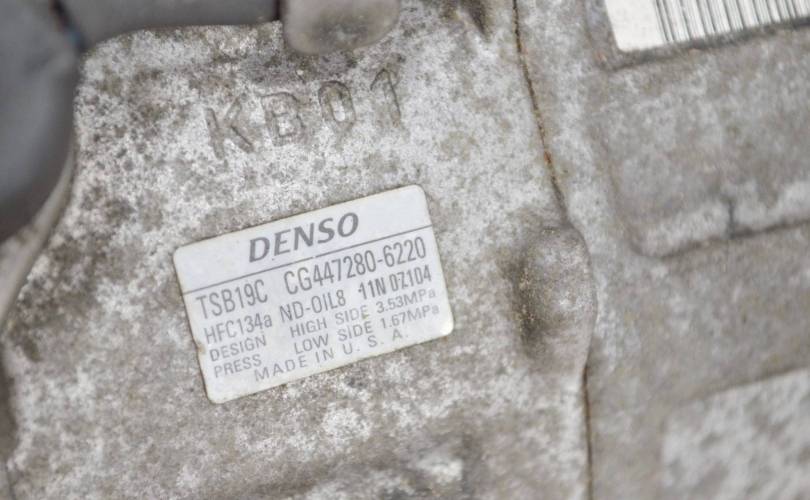 KB01
DENSO
TSB19C CG447280-6220
HFC134a ND-OIL8 11N 0Z104
DESIGN HIGH SIDE 3.53MPa
PRESS LOW SIDE 1.67MPa
MADE IN U. S. A.